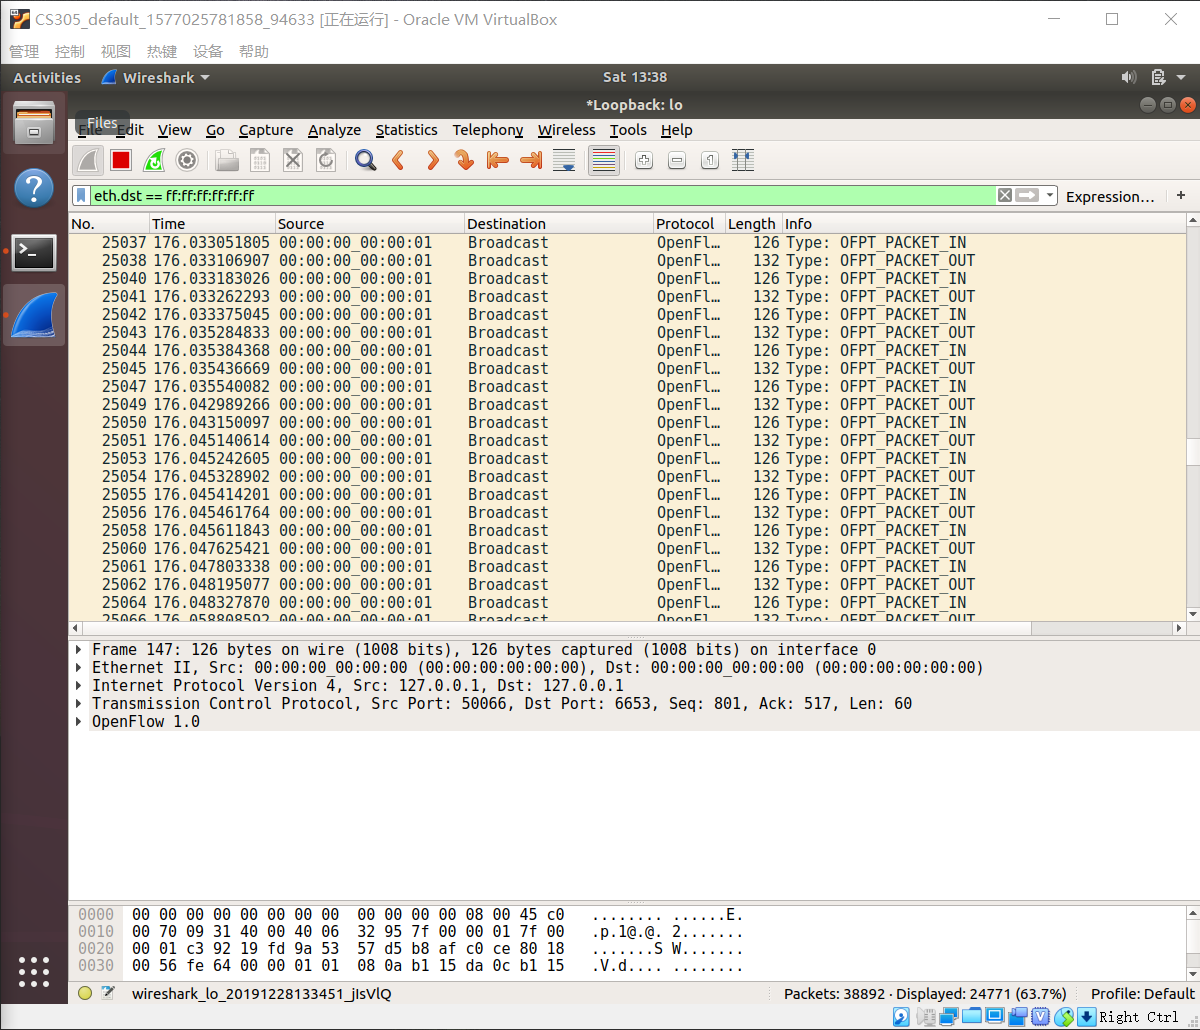 CS305_default_1577025781858_94633 [正在运行] - Oracle VM VirtualBox
管理 控制 视图 热键 设备 帮助
Activities Wireshark Sat 13:38
*Loopback: lo
Files
File Edit View Go Capture Analyze Statistics Telephony Wireless Tools Help
eth.dst == ff:ff:ff:ff:ff:ff Expression… +
No. Time Source Destination Protocol Length Info
25037 176.033051805 00:00:00_00:00:01 Broadcast OpenFl… 126 Type: OFPT_PACKET_IN
25038 176.033106907 00:00:00_00:00:01 Broadcast OpenFl… 132 Type: OFPT_PACKET_OUT
25040 176.033183026 00:00:00_00:00:01 Broadcast OpenFl… 126 Type: OFPT_PACKET_IN
25041 176.033262293 00:00:00_00:00:01 Broadcast OpenFl… 132 Type: OFPT_PACKET_OUT
25042 176.033375045 00:00:00_00:00:01 Broadcast OpenFl… 126 Type: OFPT_PACKET_IN
25043 176.035284833 00:00:00_00:00:01 Broadcast OpenFl… 132 Type: OFPT_PACKET_OUT
25044 176.035384368 00:00:00_00:00:01 Broadcast OpenFl… 126 Type: OFPT_PACKET_IN
25045 176.035436669 00:00:00_00:00:01 Broadcast OpenFl… 132 Type: OFPT_PACKET_OUT
25047 176.035540082 00:00:00_00:00:01 Broadcast OpenFl… 126 Type: OFPT_PACKET_IN
25049 176.042989266 00:00:00_00:00:01 Broadcast OpenFl… 132 Type: OFPT_PACKET_OUT
25050 176.043150097 00:00:00_00:00:01 Broadcast OpenFl… 126 Type: OFPT_PACKET_IN
25051 176.045140614 00:00:00_00:00:01 Broadcast OpenFl… 132 Type: OFPT_PACKET_OUT
25053 176.045242605 00:00:00_00:00:01 Broadcast OpenFl… 126 Type: OFPT_PACKET_IN
25054 176.045328902 00:00:00_00:00:01 Broadcast OpenFl… 132 Type: OFPT_PACKET_OUT
25055 176.045414201 00:00:00_00:00:01 Broadcast OpenFl… 126 Type: OFPT_PACKET_IN
25056 176.045461764 00:00:00_00:00:01 Broadcast OpenFl… 132 Type: OFPT_PACKET_OUT
25058 176.045611843 00:00:00_00:00:01 Broadcast OpenFl… 126 Type: OFPT_PACKET_IN
25060 176.047625421 00:00:00_00:00:01 Broadcast OpenFl… 132 Type: OFPT_PACKET_OUT
25061 176.047803338 00:00:00_00:00:01 Broadcast OpenFl… 126 Type: OFPT_PACKET_IN
25062 176.048195077 00:00:00_00:00:01 Broadcast OpenFl… 132 Type: OFPT_PACKET_OUT
25064 176.048327870 00:00:00_00:00:01 Broadcast OpenFl… 126 Type: OFPT_PACKET_IN
25066 176.058808592 00:00:00_00:00:01 Broadcast OpenFl… 132 Type: OFPT_PACKET_OUT
Frame 147: 126 bytes on wire (1008 bits), 126 bytes captured (1008 bits) on interface 0
Ethernet II, Src: 00:00:00_00:00:00 (00:00:00:00:00:00), Dst: 00:00:00_00:00:00 (00:00:00:00:00:00)
Internet Protocol Version 4, Src: 127.0.0.1, Dst: 127.0.0.1
Transmission Control Protocol, Src Port: 50066, Dst Port: 6653, Seq: 801, Ack: 517, Len: 60
OpenFlow 1.0
0000 00 00 00 00 00 00 00 00 00 00 00 00 08 00 45 c0 ........ ......E.
0010 00 70 09 31 40 00 40 06 32 95 7f 00 00 01 7f 00 .p.1@.@. 2.......
0020 00 01 c3 92 19 fd 9a 53 57 d5 b8 af c0 ce 80 18 .......S W.......
0030 00 56 fe 64 00 00 01 01 08 0a b1 15 da 0c b1 15 .V.d.... ........
wireshark_lo_20191228133451_jIsVlQ Packets: 38892 · Displayed: 24771 (63.7%) Profile: Default
Right Ctrl